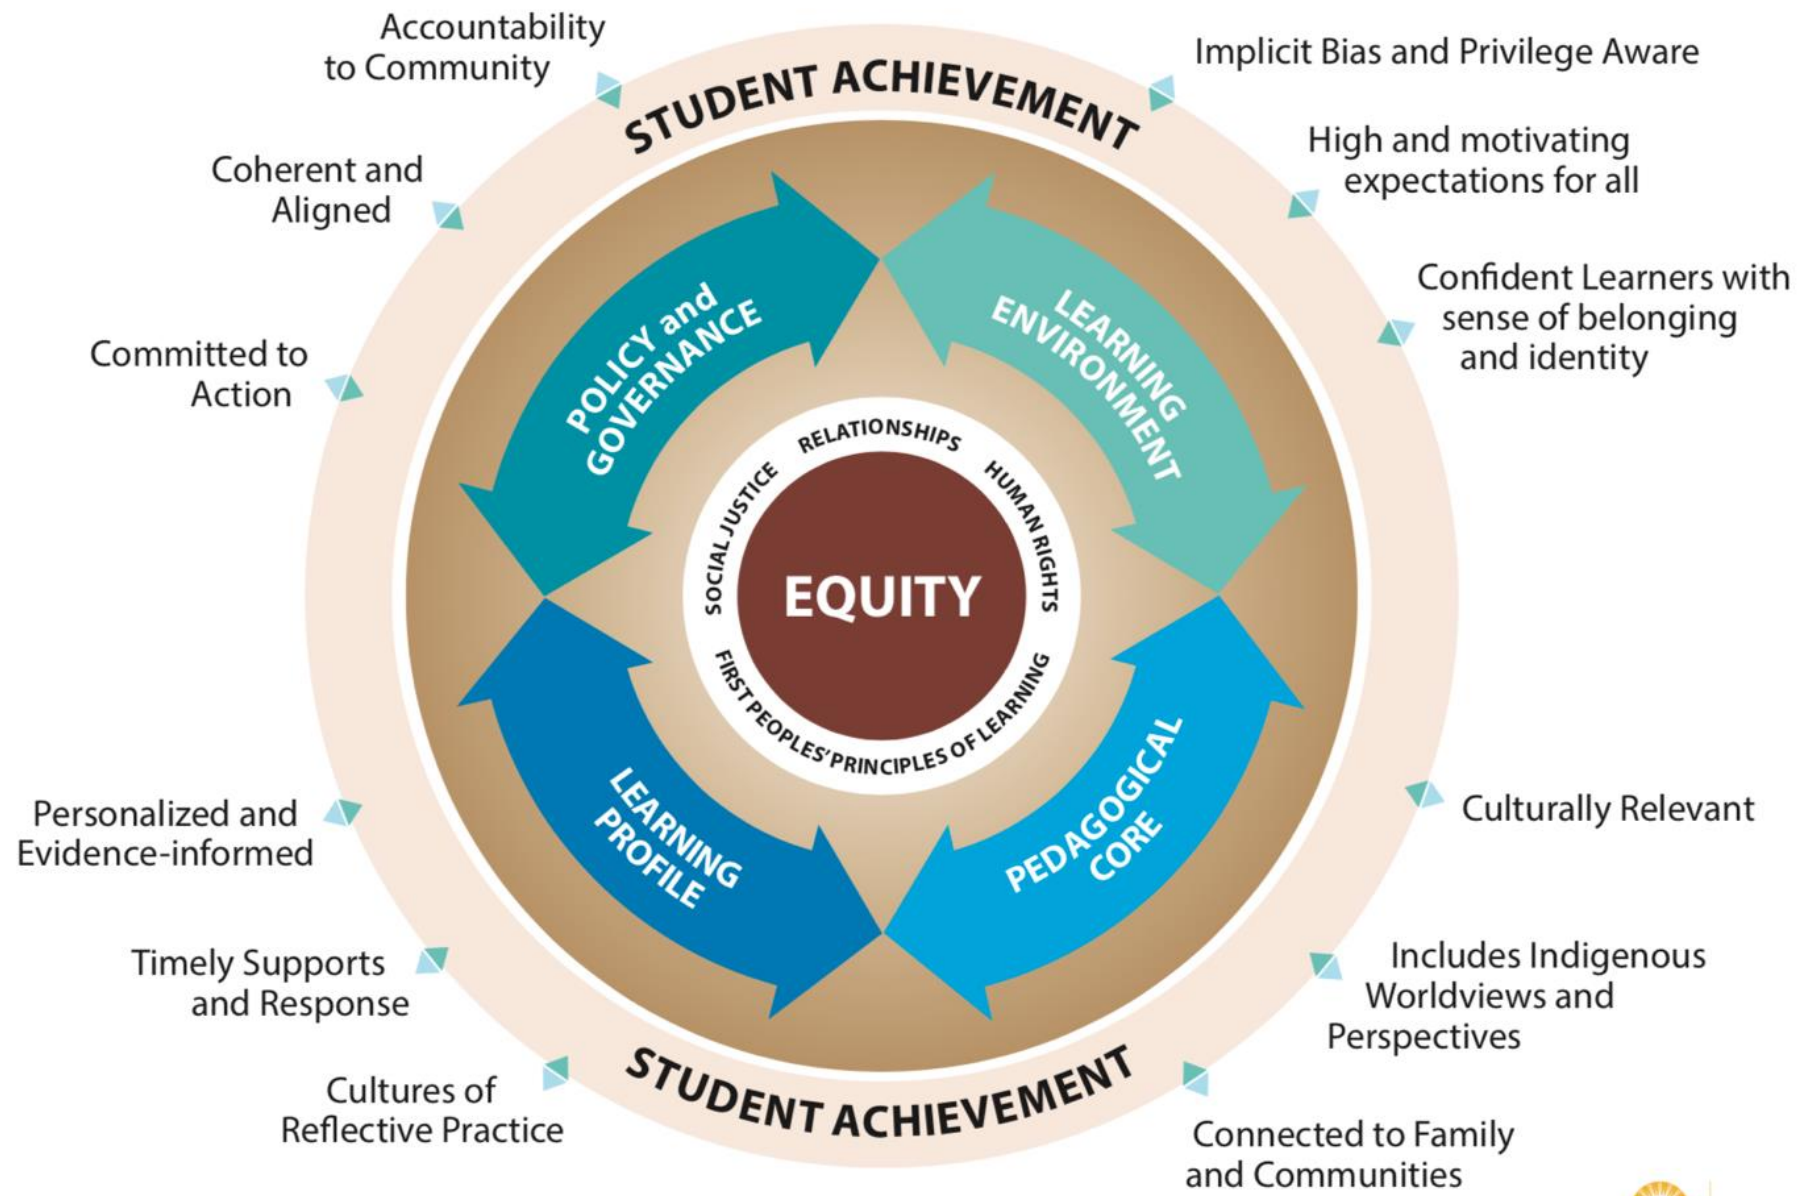 Accountability
to Community
Coherent and
Aligned
Committed to
Action
STUDENT ACHIEVEMENT
Implicit Bias and Privilege Aware
High and motivating
expectations for all
Confident Learners with
sense of belonging
and identity
POLICY and
GOVERNANCE
LEARNING
ENVIRONMENT
RELATIONSHIPS
SOCIAL JUSTICE
HUMAN RIGHTS
EQUITY
FIRST PEOPLES' PRINCIPLES OF LEARNING
LEARNING
PROFILE
PEDAGOGICAL
CORE
Personalized and
Evidence-informed
Timely Supports
and Response
Cultures of
Reflective Practice
STUDENT ACHIEVEMENT
Culturally Relevant
Includes Indigenous
Worldviews and
Perspectives
Connected to Family
and Communities